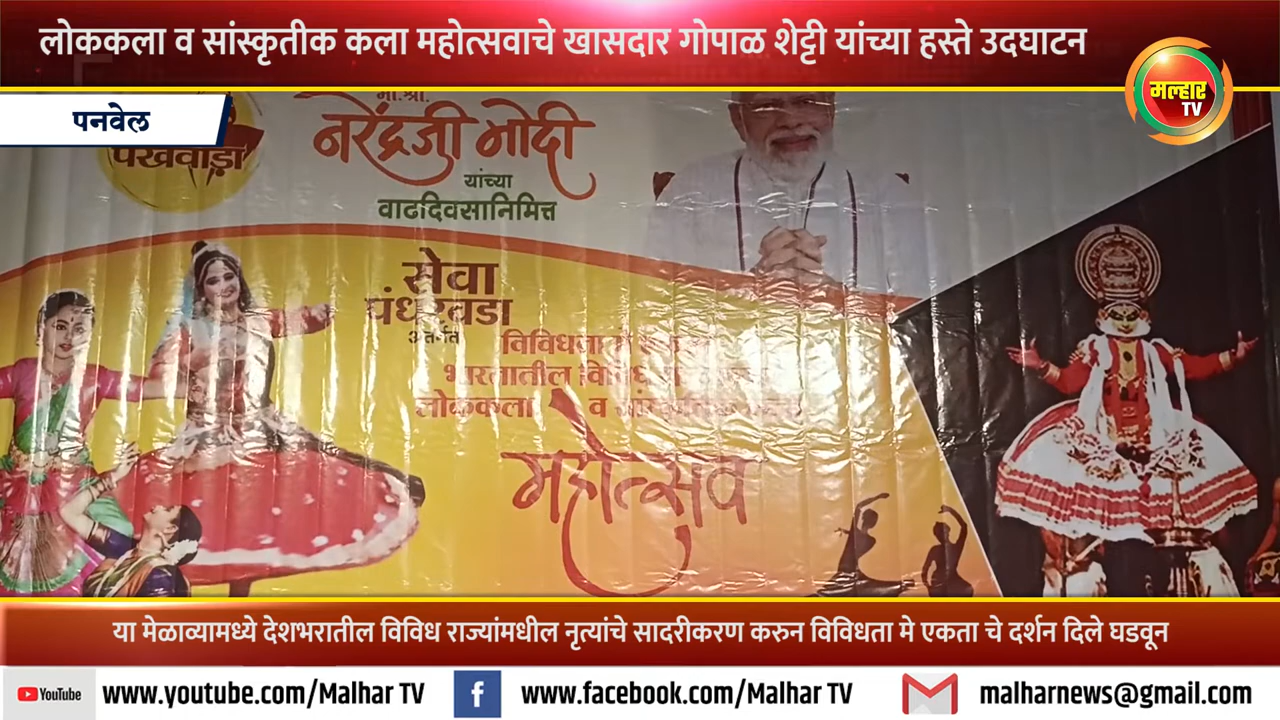 लोककला व सांस्कृतीक कला महोत्सवाचे खासदार गोपाळ शेट्टी यांच्या हस्ते उदघाटन
मल्हार
TV
पनवेल
पखवाड़ा
मा.श्री.
नरेंद्रजी मोदी
यांच्या
वाढदिवसानिमित्त
सेवा
पंधरवडा
अंतर्गत
भारतातील
लोककला व
महोत्सव
या मेळाव्यामध्ये देशभरातील विविध राज्यांमधील नृत्यांचे सादरीकरण करुन विविधता मे एकता चे दर्शन दिले घडवून
YouTube www.youtube.com/Malhar TV www.facebook.com/Malhar TV malharnews@gmail.com